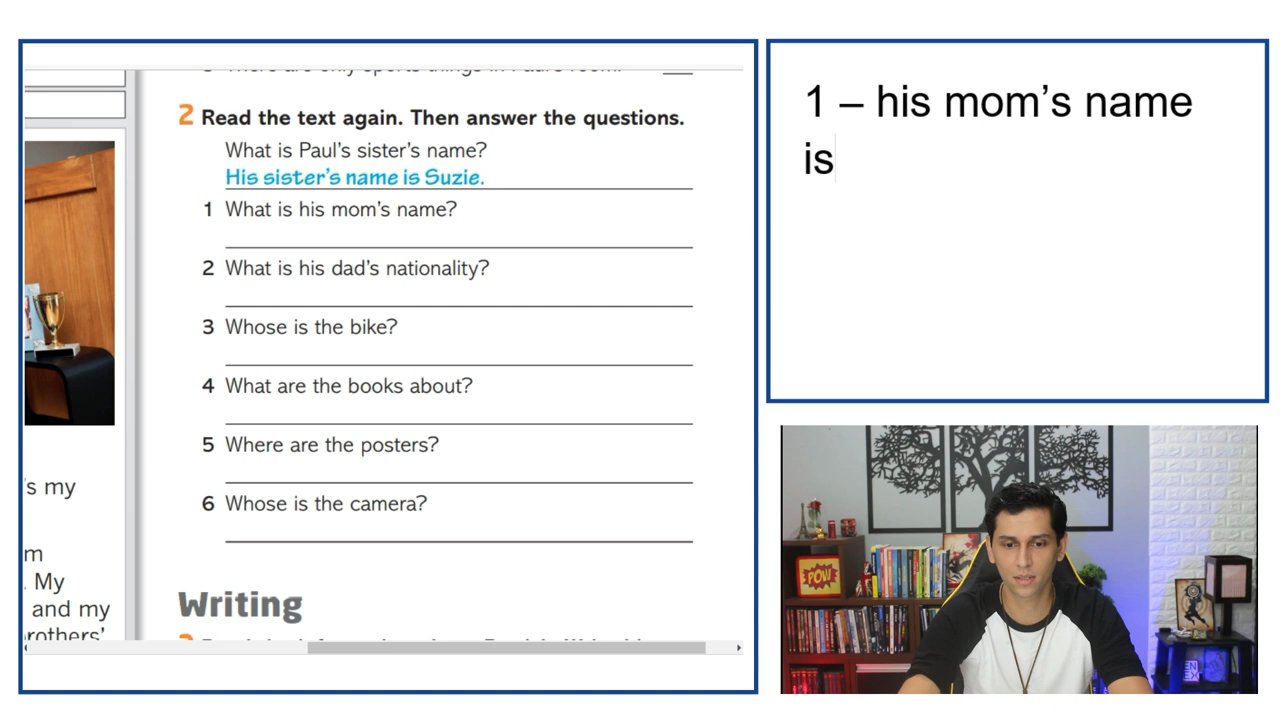 2 Read the text again. Then answer the questions.
What is Paul's sister's name?
His sister's name is Suzie.
1 What is his mom's name?
2 What is his dad's nationality?
3 Whose is the bike?
4 What are the books about?
5 Where are the posters?
6 Whose is the camera?
Writing
's my
m
. My
and my
rothers'
1 – his mom's name
is
POW